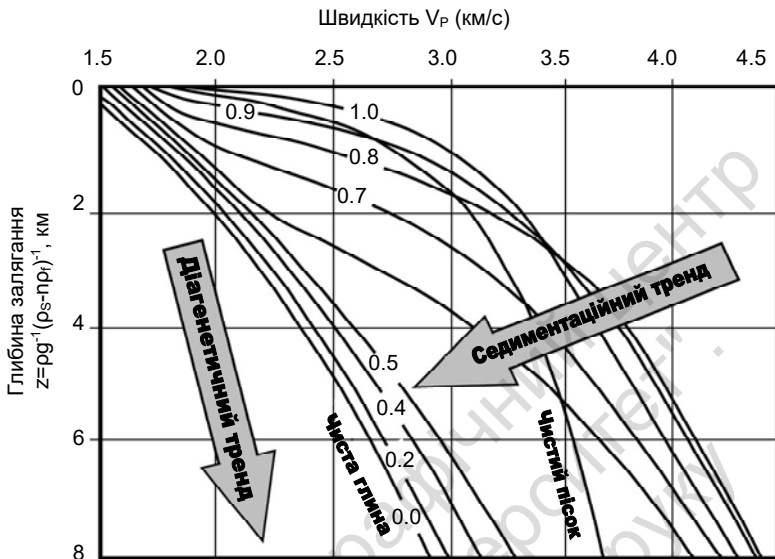 Швидкість VP (км/с)
1.5 2.0 2.5 3.0 3.5 4.0 4.5
Глибина залягання
z=ρg-1(ρs-nρf)-1, км
0
2
4
6
8
0.9
1.0
0.8
0.7
0.5
0.4
0.2
0.0
Діагенетичний тренд
Седиментаційний тренд
Чиста глина
Чистий пісок